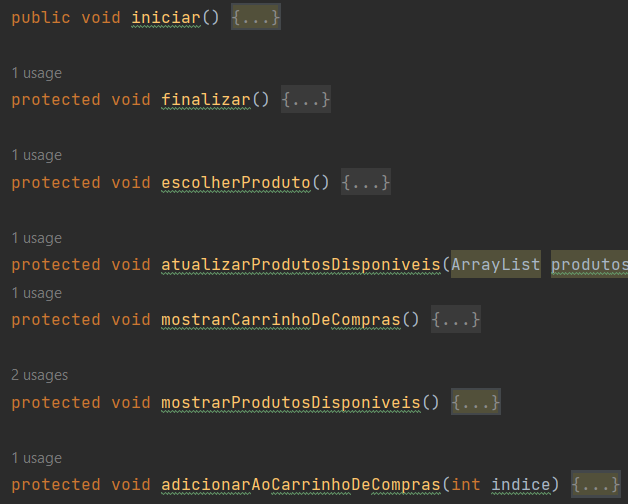 public void iniciar() {...}
1 usage
protected void finalizar() {...}
1 usage
protected void escolherProduto() {...}
1 usage
protected void atualizarProdutosDisponiveis(ArrayList produtos
1 usage
protected void mostrarCarrinhoDeCompras() {...}
2 usages
protected void mostrarProdutosDisponiveis() {...}
1 usage
protected void adicionarAoCarrinhoDeCompras(int indice) {...}